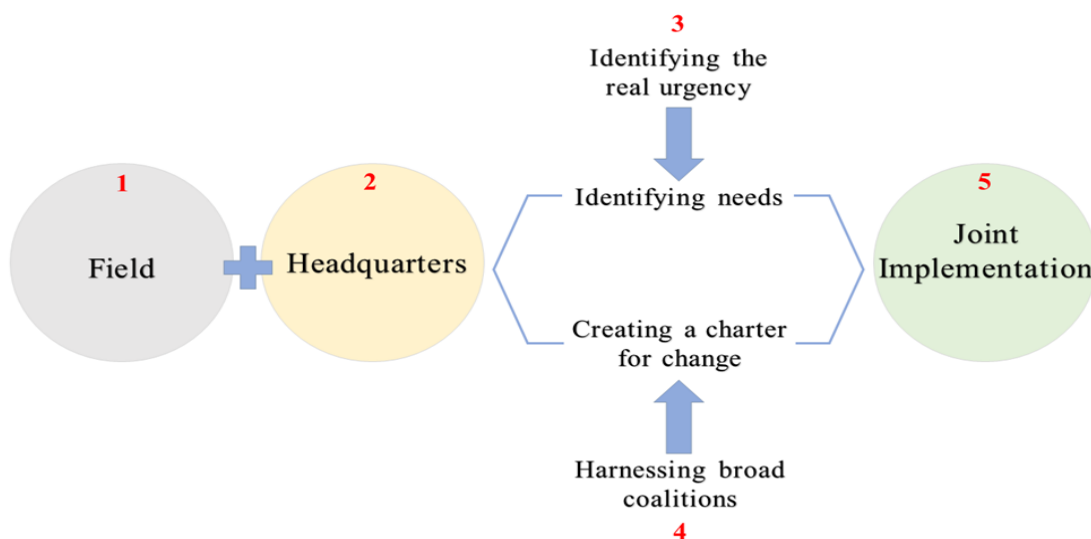 1
Field
2
Headquarters
3
Identifying the
real urgency
Identifying needs
Creating a charter
for change
Harnessing broad
coalitions
4
5
Joint
Implementation